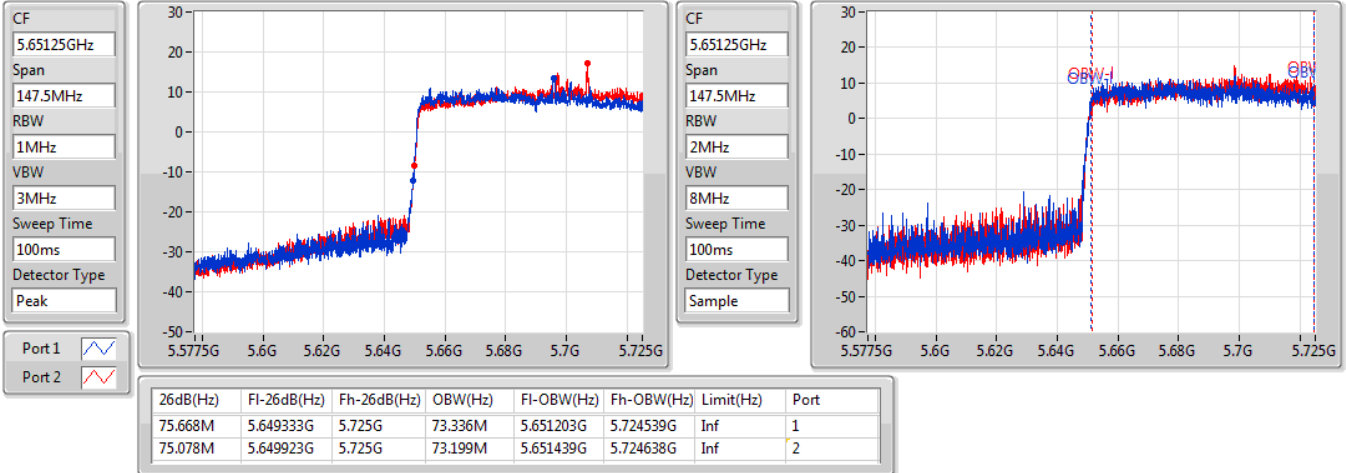 CF
5.65125GHz
Span
147.5MHz
RBW
1MHz
VBW
3MHz
Sweep Time
100ms
Detector Type
Peak
Port 1
Port 2
30
20
10
0
-10
-20
-30
-40
-50
5.5775G 5.6G 5.62G 5.64G 5.66G 5.68G 5.7G 5.725G
CF
5.65125GHz
Span
147.5MHz
RBW
2MHz
VBW
8MHz
Sweep Time
100ms
Detector Type
Sample
30
20
10
0
-10
-20
-30
-40
-50
-60
5.5775G 5.6G 5.62G 5.64G 5.66G 5.68G 5.7G 5.725G
26dB(Hz) Fl-26dB(Hz) Fh-26dB(Hz) OBW(Hz) Fl-OBW(Hz) Fh-OBW(Hz) Limit(Hz) Port
75.668M 5.649333G 5.725G 73.336M 5.651203G 5.724539G Inf 1
75.078M 5.649923G 5.725G 73.199M 5.651439G 5.724638G Inf 2